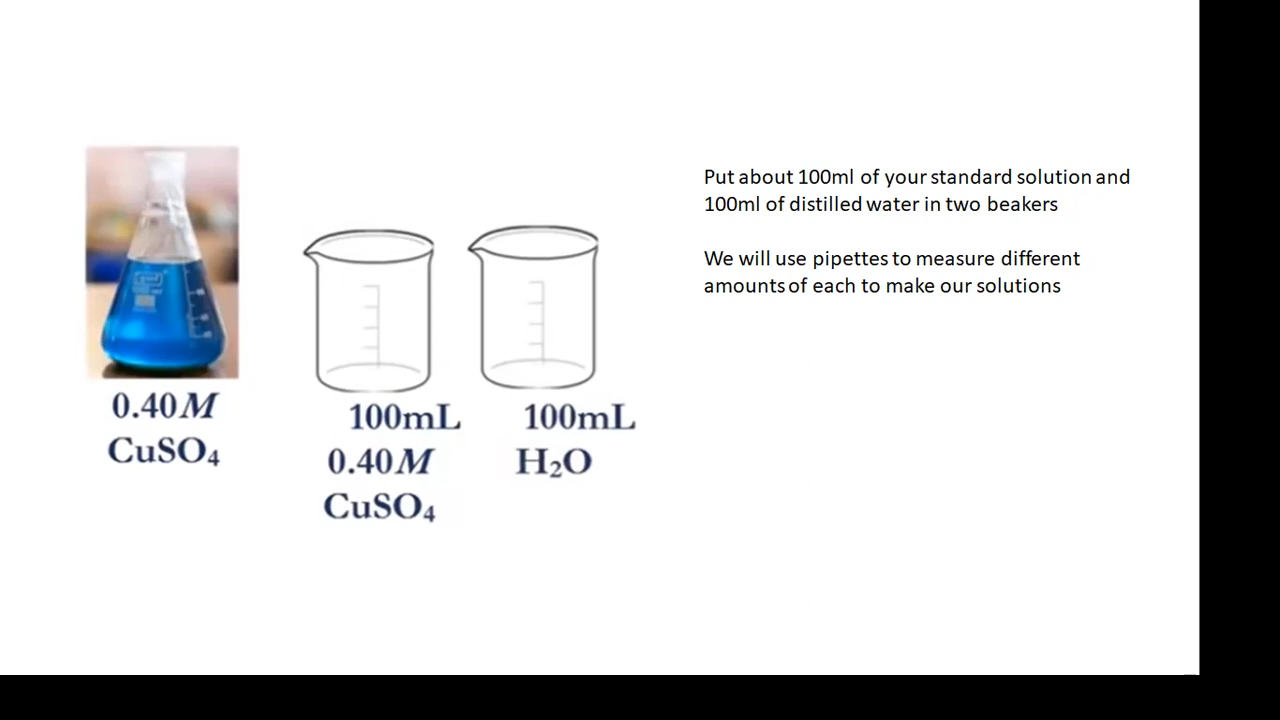 Put about 100ml of your standard solution and
100ml of distilled water in two beakers
We will use pipettes to measure different
amounts of each to make our solutions
0.40M
CuSO₄
100mL
0.40M
CuSO₄
100mL
H₂O